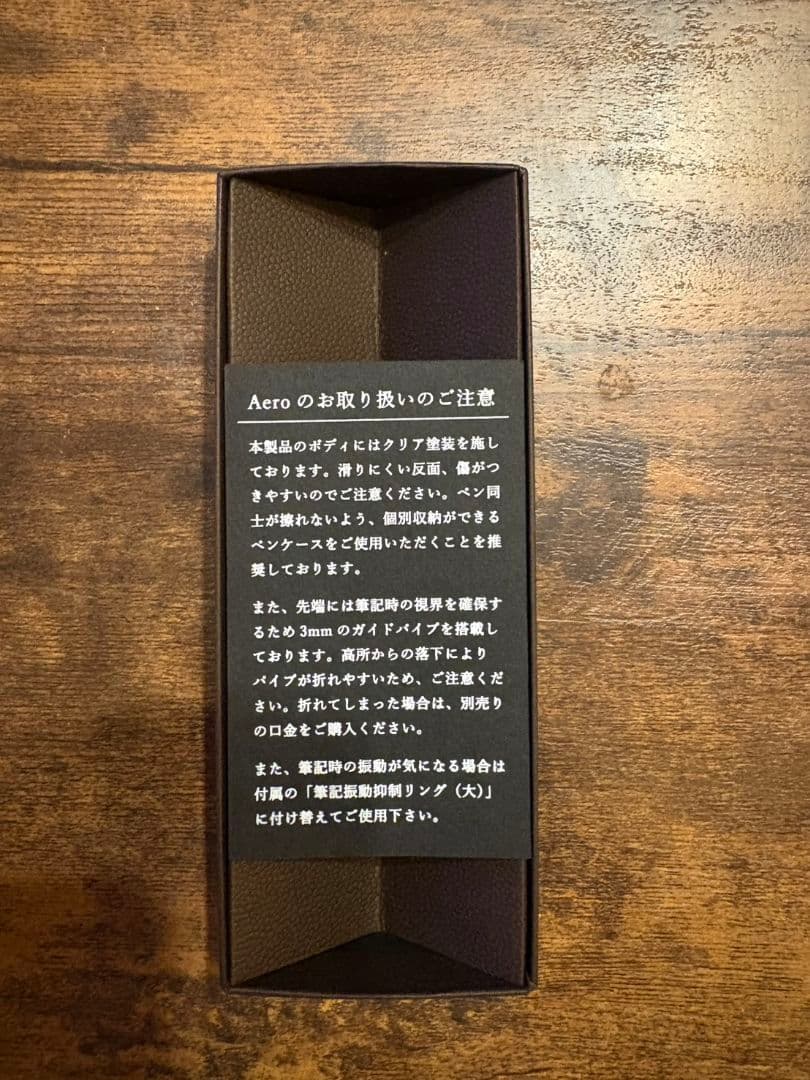 Aero のお取り扱いのご注意
本製品のボディにはクリア塗装を施し
ております。滑りにくい反面、傷がつ
きやすいのでご注意ください。ペン同
士が擦れないよう、個別収納ができる
ペンケースをご使用いただくことを推
奨しております。
また、先端には筆記時の視界を確保す
るため 3mm のガイドパイプを搭載し
ております。高所からの落下により
パイプが折れやすいため、ご注意くだ
さい。折れてしまった場合は、別売り
の口金をご購入ください。
また、筆記時の振動が気になる場合は
付属の「筆記振動抑制リング（大）」
に付け替えてご使用下さい。